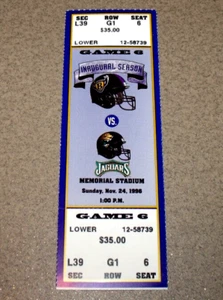 SEC ROW SEAT
L39 G1 6
$35.00
LOWER 12-58739
GAME 6
INAUGURAL SEASON
VS.
JAGUARS
MEMORIAL STADIUM
Sunday, Nov. 24, 1996
1:00 P.M.
GAME 6
LOWER 12-58739
$35.00
L39 G1 6
SEC ROW SEAT